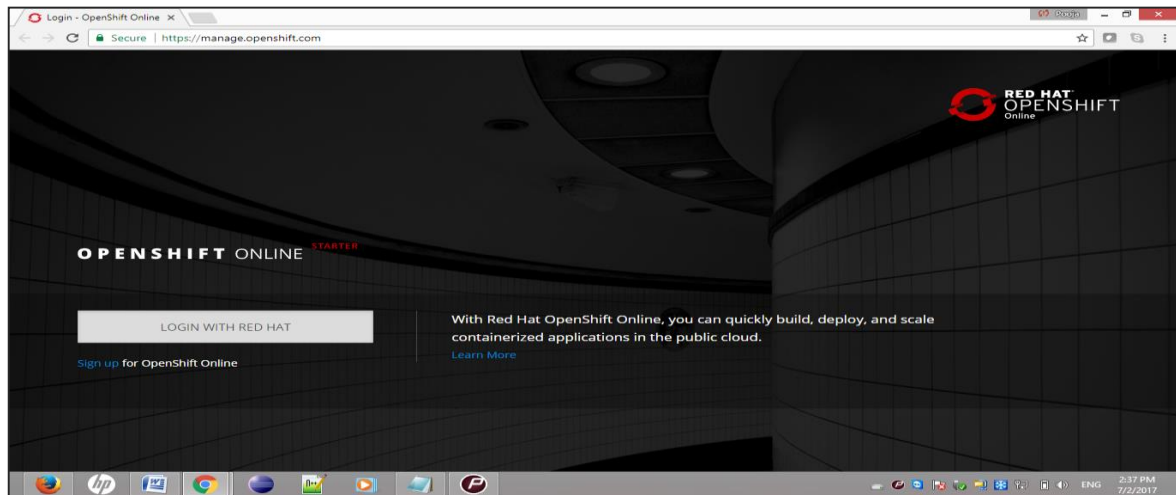 Login - OpenShift Online
Pooja
Secure | https://manage.openshift.com
RED HAT
OPENSHIFT
Online
OPENSHIFT ONLINE STARTER
LOGIN WITH RED HAT
Sign up for OpenShift Online
With Red Hat OpenShift Online, you can quickly build, deploy, and scale
containerized applications in the public cloud.
Learn More
hp
ENG
2:37 PM
7/2/2017